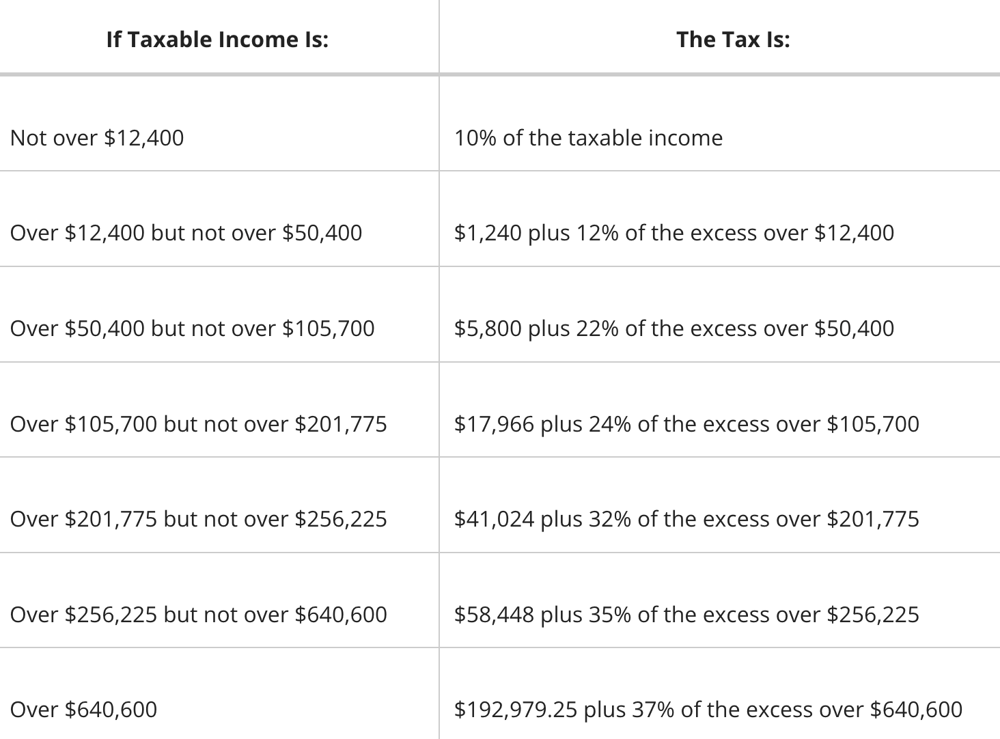 If Taxable Income Is:
The Tax Is:
Not over $12,400
10% of the taxable income
Over $12,400 but not over $50,400
$1,240 plus 12% of the excess over $12,400
Over $50,400 but not over $105,700
$5,800 plus 22% of the excess over $50,400
Over $105,700 but not over $201,775
$17,966 plus 24% of the excess over $105,700
Over $201,775 but not over $256,225
$41,024 plus 32% of the excess over $201,775
Over $256,225 but not over $640,600
$58,448 plus 35% of the excess over $256,225
Over $640,600
$192,979.25 plus 37% of the excess over $640,600